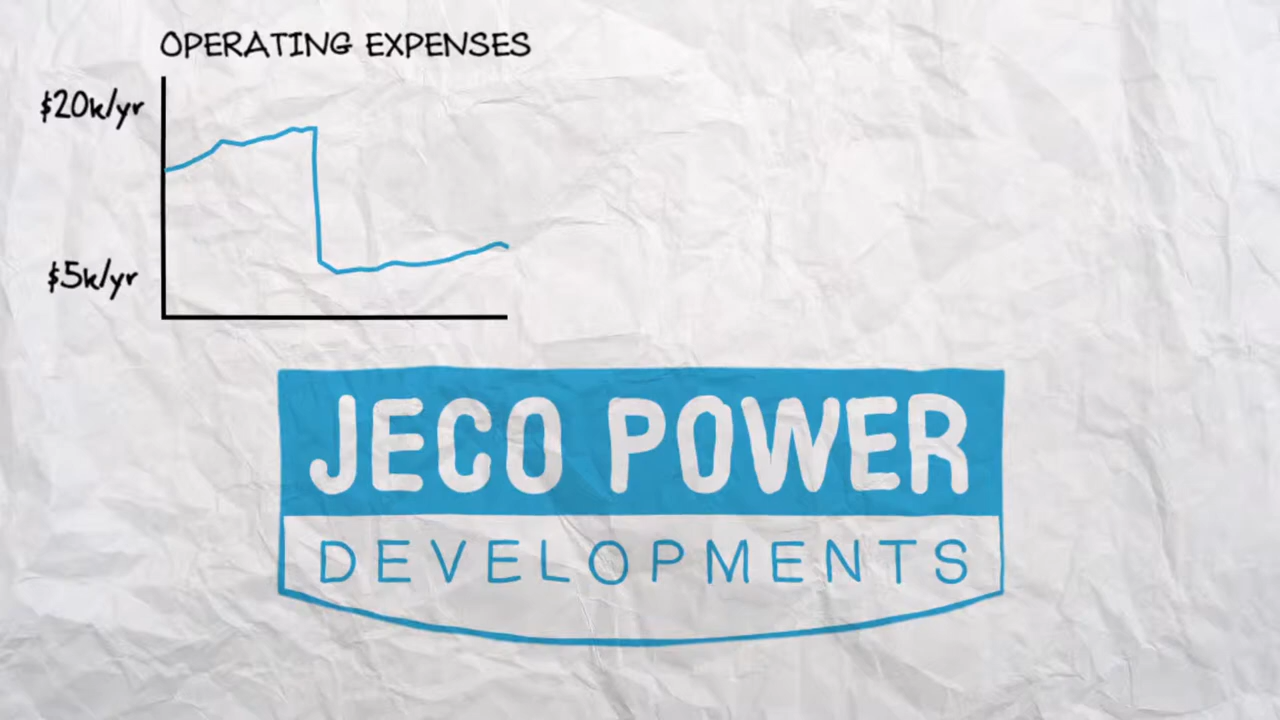 OPERATING EXPENSES
$20k/yr
$5k/yr
JECO POWER
DEVELOPMENTS